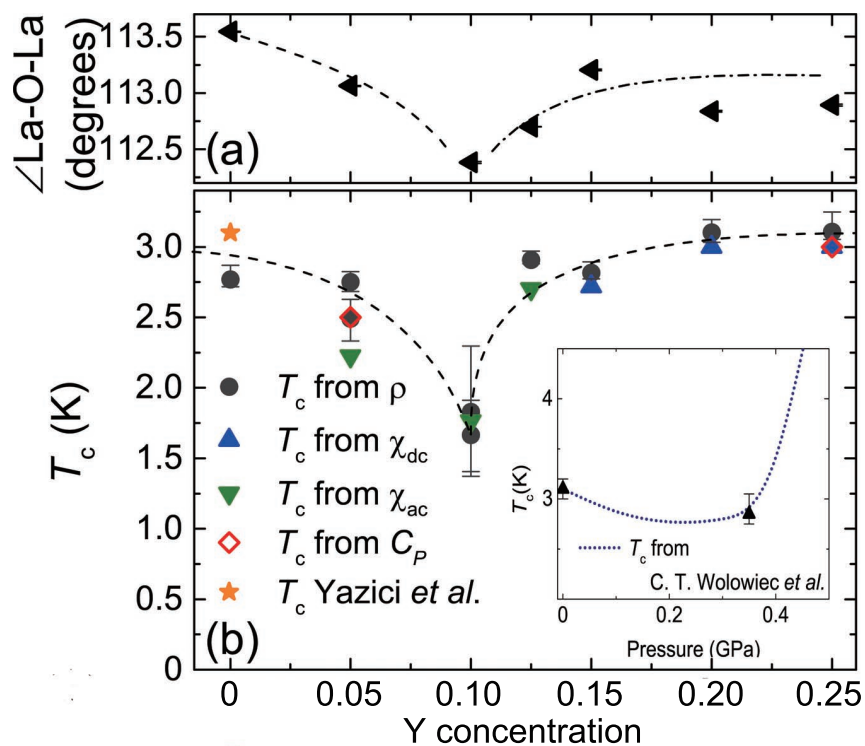 ∠La-O-La
(degrees)
113.5
113.0
112.5
(a)
T_c (K)
3.0
2.5
2.0
1.5
1.0
0.5
0
T_c from ρ
T_c from χ_dc
T_c from χ_ac
T_c from C_P
T_c Yazici et al.
(b)
T_c(K)
4
3
T_c from
C. T. Wolowiec et al.
0 0.2 0.4
Pressure (GPa)
0 0.05 0.10 0.15 0.20 0.25
Y concentration